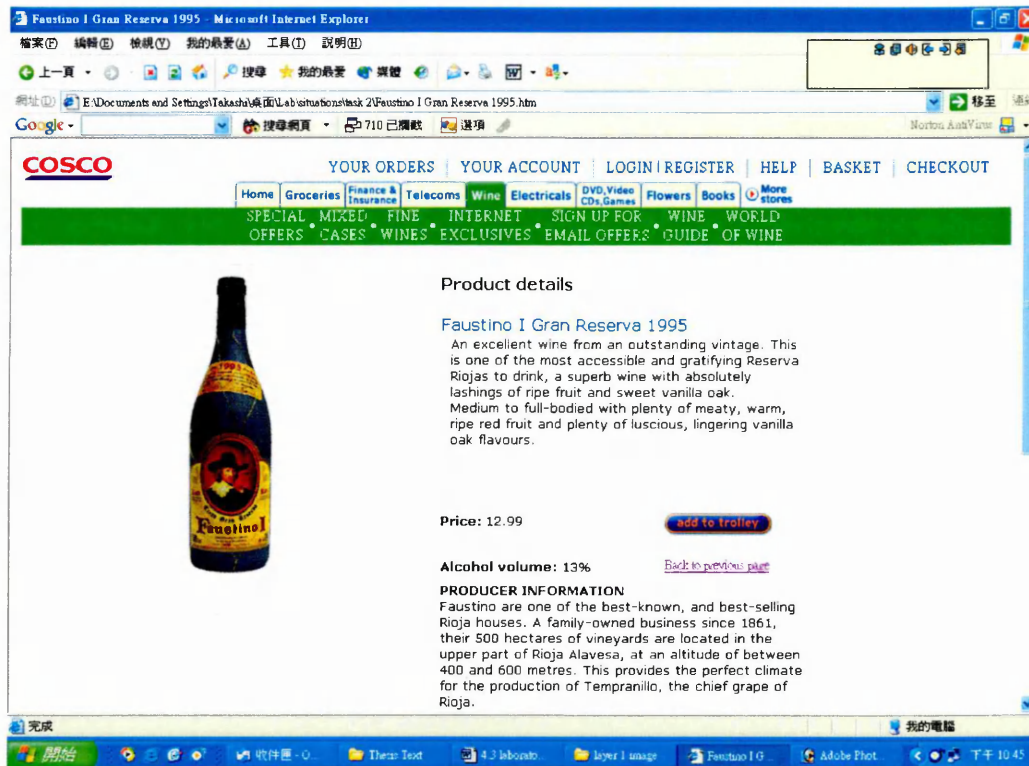 Faustino I Gran Reserva 1995 - Microsoft Internet Explorer
檔案(F) 編輯(E) 檢視(V) 我的最愛(A) 工具(T) 說明(H)
上一頁 搜尋 我的最愛 媒體
網址(D) E:\Documents and Settings\Takashi\桌面\Lab\situations\task 2\Faustino I Gran Reserva 1995.htm 移至
Google 搜尋網頁 710 已攔截 選項 Norton AntiVirus
COSCO YOUR ORDERS | YOUR ACCOUNT | LOGIN | REGISTER | HELP | BASKET | CHECKOUT
Home Groceries Finance & Insurance Telecoms Wine Electricals DVD, Video CDs, Games Flowers Books More stores
SPECIAL MIXED FINE INTERNET SIGN UP FOR WINE WORLD
OFFERS CASES WINES EXCLUSIVES EMAIL OFFERS GUIDE OF WINE
Product details
Faustino I Gran Reserva 1995
An excellent wine from an outstanding vintage. This
is one of the most accessible and gratifying Reserva
Riojas to drink, a superb wine with absolutely
lashings of ripe fruit and sweet vanilla oak.
Medium to full-bodied with plenty of meaty, warm,
ripe red fruit and plenty of luscious, lingering vanilla
oak flavours.
Faustino I
Price: 12.99 add to trolley
Alcohol volume: 13% Back to previous page
PRODUCER INFORMATION
Faustino are one of the best-known, and best-selling
Rioja houses. A family-owned business since 1861,
their 500 hectares of vineyards are located in the
upper part of Rioja Alavesa, at an altitude of between
400 and 600 metres. This provides the perfect climate
for the production of Tempranillo, the chief grape of
Rioja.
完成 我的電腦
開始 收件匣 - O... Thesis Text 4.3 laborato... layer 1 image Faustino I G... Adobe Phot... 下午 10:45